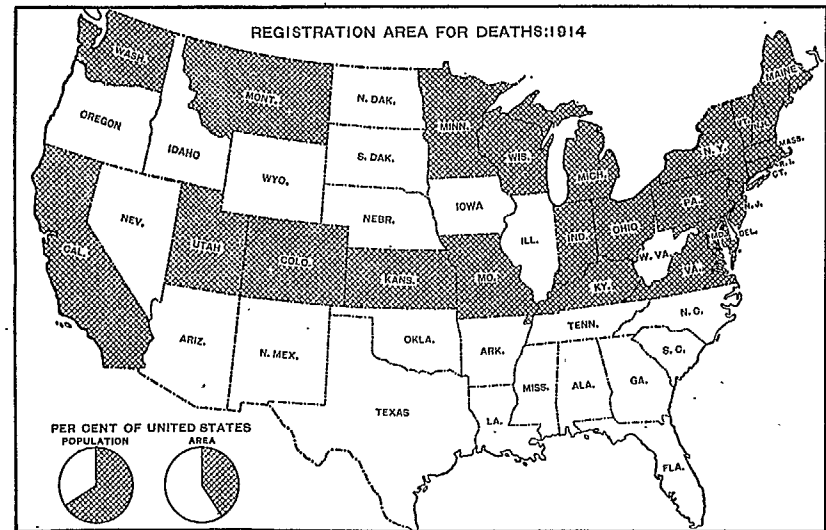 REGISTRATION AREA FOR DEATHS:1914
WASH.
MONT.
N. DAK.
MINN.
MAINE
OREGON
IDAHO
S. DAK.
WIS.
MICH.
N.Y.
VT.
N.H.
MASS.
R.I.
CT.
WYO.
IOWA
PA.
N.J.
NEV.
NEBR.
ILL.
IND.
OHIO
MD.
DEL.
CAL.
UTAH
COLO.
KANS.
MO.
W. VA.
KY.
VA.
ARIZ.
N. MEX.
OKLA.
ARK.
TENN.
N. C.
S. C.
TEXAS
LA.
MISS.
ALA.
GA.
FLA.
PER CENT OF UNITED STATES
POPULATION
AREA